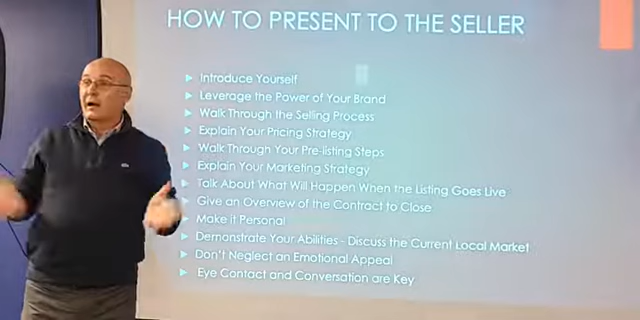 HOW TO PRESENT TO THE SELLER
Introduce Yourself
Leverage the Power of Your Brand
Walk Through the Selling Process
Explain Your Pricing Strategy
Walk Through Your Pre-listing Steps
Explain Your Marketing Strategy
Talk About What Will Happen When the Listing Goes Live
Give an Overview of the Contract to Close
Make it Personal
Demonstrate Your Abilities - Discuss the Current Local Market
Don't Neglect an Emotional Appeal
Eye Contact and Conversation are Key